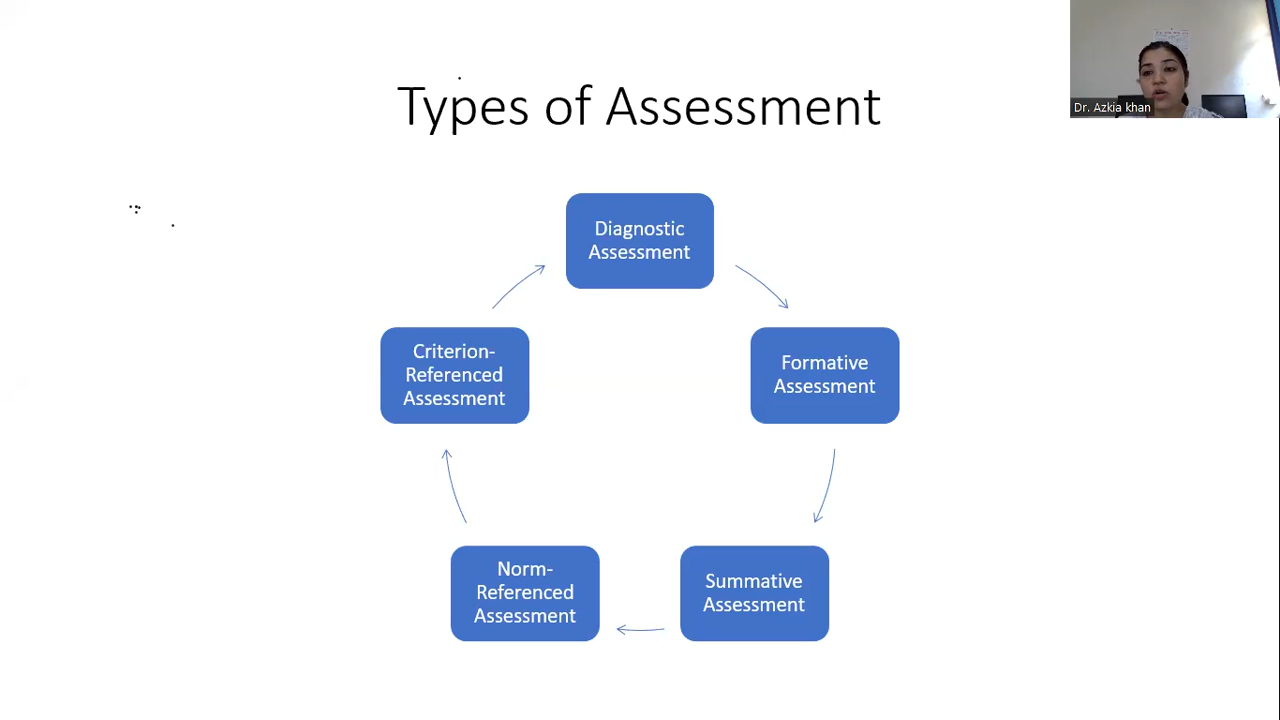 Types of Assessment
Dr. Azkia khan
Diagnostic
Assessment
Formative
Assessment
Summative
Assessment
Norm-
Referenced
Assessment
Criterion-
Referenced
Assessment